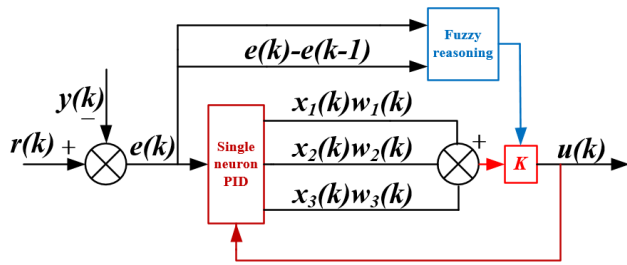 Fuzzy
reasoning
e(k)-e(k-1)
y(k)
−
r(k)
+
e(k)
Single
neuron
PID
x1(k)w1(k)
x2(k)w2(k)
x3(k)w3(k)
+
K
u(k)